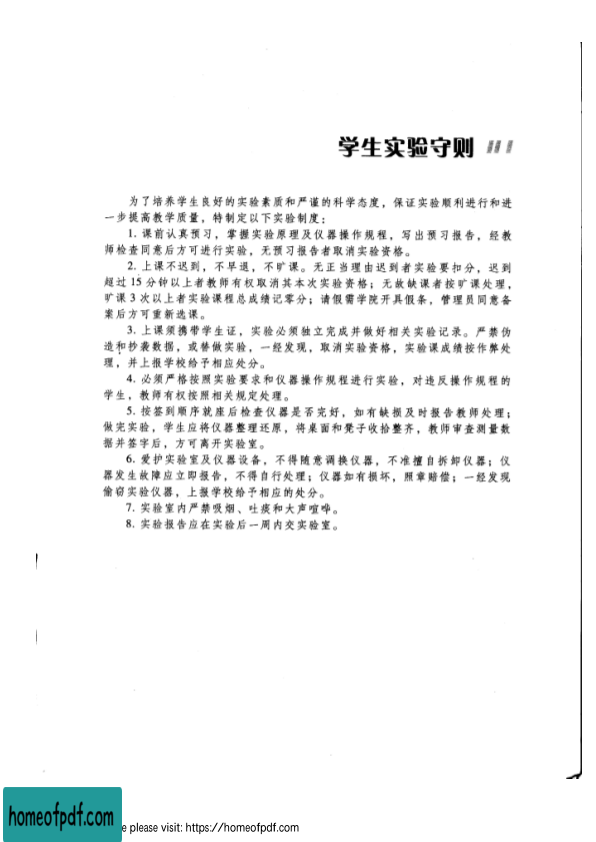 学生实验守则
为了培养学生良好的实验素质和严谨的科学态度，保证实验顺利进行和进
一步提高教学质量，特制定以下实验制度：
1. 课前认真预习，掌握实验原理及仪器操作规程，写出预习报告，经教
师检查同意后方可进行实验，无预习报告者取消实验资格。
2. 上课不迟到，不早退，不旷课。无正当理由迟到者实验要扣分，迟到
超过 15 分钟以上者教师有权取消其本次实验资格；无故缺课者按旷课处理，
旷课 3 次以上者实验课程总成绩记零分；请假需学院开具假条，管理员同意备
案后方可重新选课。
3. 上课须携带学生证，实验必须独立完成并做好相关实验记录。严禁伪
造和抄袭数据，或替做实验，一经发现，取消实验资格，实验课成绩按作弊处
理，并上报学校给予相应处分。
4. 必须严格按照实验要求和仪器操作规程进行实验，对违反操作规程的
学生，教师有权按照相关规定处理。
5. 按签到顺序就座后检查仪器是否完好，如有缺损及时报告教师处理；
做完实验，学生应将仪器整理还原，将桌面和凳子收拾整齐，教师审查测量数
据并签字后，方可离开实验室。
6. 爱护实验室及仪器设备，不得随意调换仪器，不准擅自拆卸仪器；仪
器发生故障应立即报告，不得自行处理；仪器如有损坏，照章赔偿；一经发现
偷窃实验仪器，上报学校给予相应的处分。
7. 实验室内严禁吸烟、吐痰和大声喧哗。
8. 实验报告应在实验后一周内交实验室。
homeofpdf.com
e please visit: https://homeofpdf.com